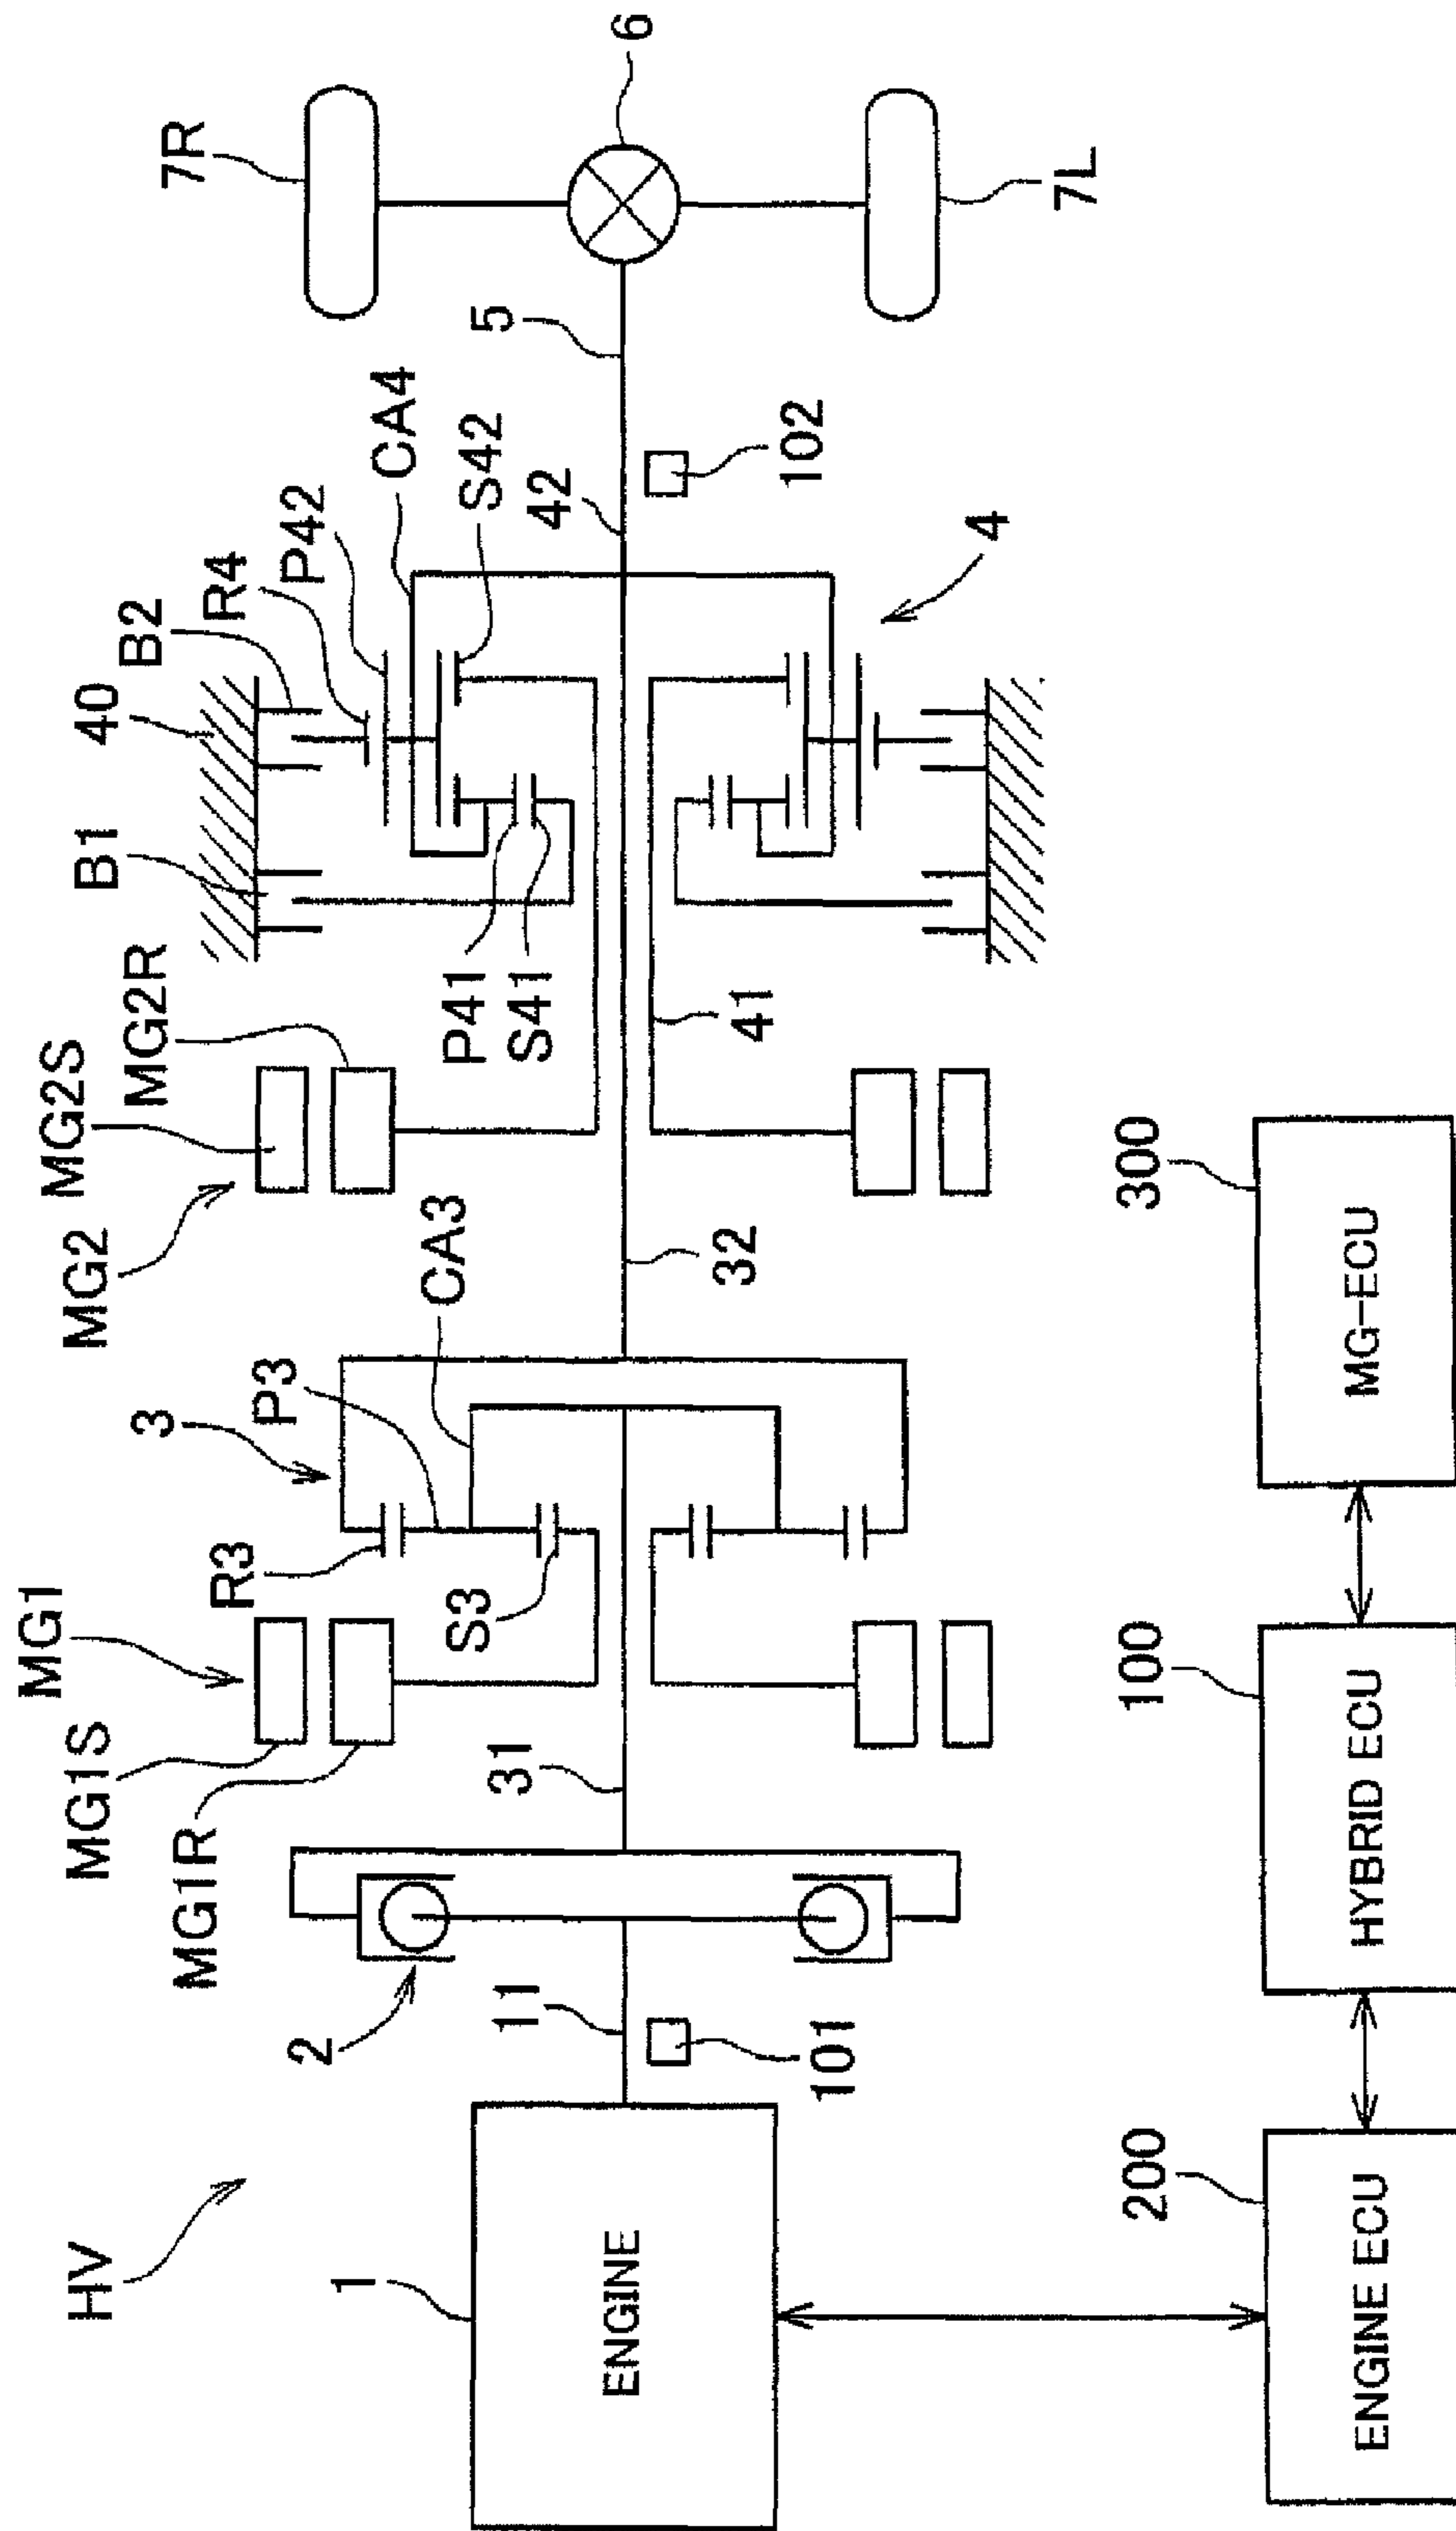 HV
MG1
MG1S
MG1R
MG2
MG2S
MG2R
B1
40
B2
R4
P42
CA4
S42
7R
6
3
P3
CA3
R3
S3
P41
S41
42
5
2
11
31
32
41
102
4
7L
1
ENGINE
101
200
ENGINE ECU
100
HYBRID ECU
300
MG-ECU